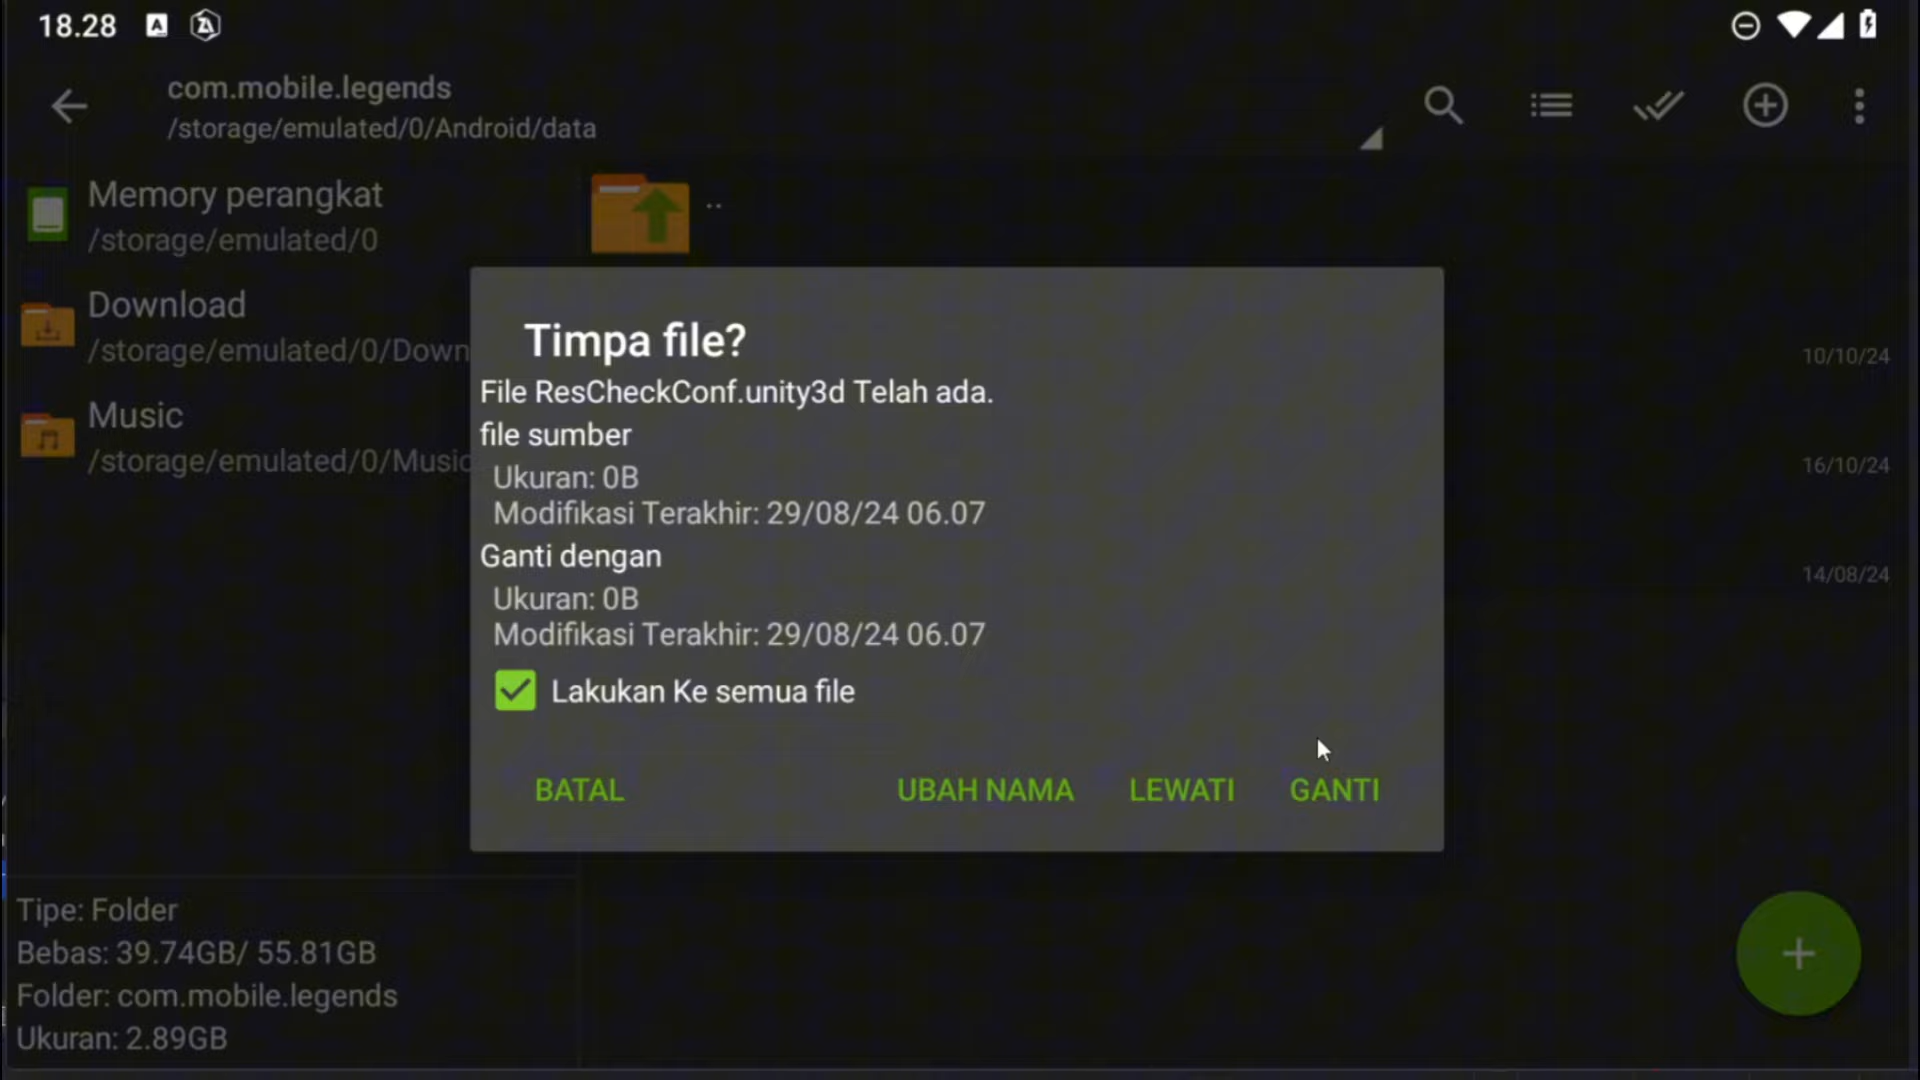 18.28
com.mobile.legends
/storage/emulated/0/Android/data
Memory perangkat
/storage/emulated/0
Download
/storage/emulated/0/Down
Music
/storage/emulated/0/Music
..
10/10/24
16/10/24
14/08/24
Timpa file?
File ResCheckConf.unity3d Telah ada.
file sumber
Ukuran: 0B
Modifikasi Terakhir: 29/08/24 06.07
Ganti dengan
Ukuran: 0B
Modifikasi Terakhir: 29/08/24 06.07
Lakukan Ke semua file
BATAL UBAH NAMA LEWATI GANTI
Tipe: Folder
Bebas: 39.74GB/ 55.81GB
Folder: com.mobile.legends
Ukuran: 2.89GB